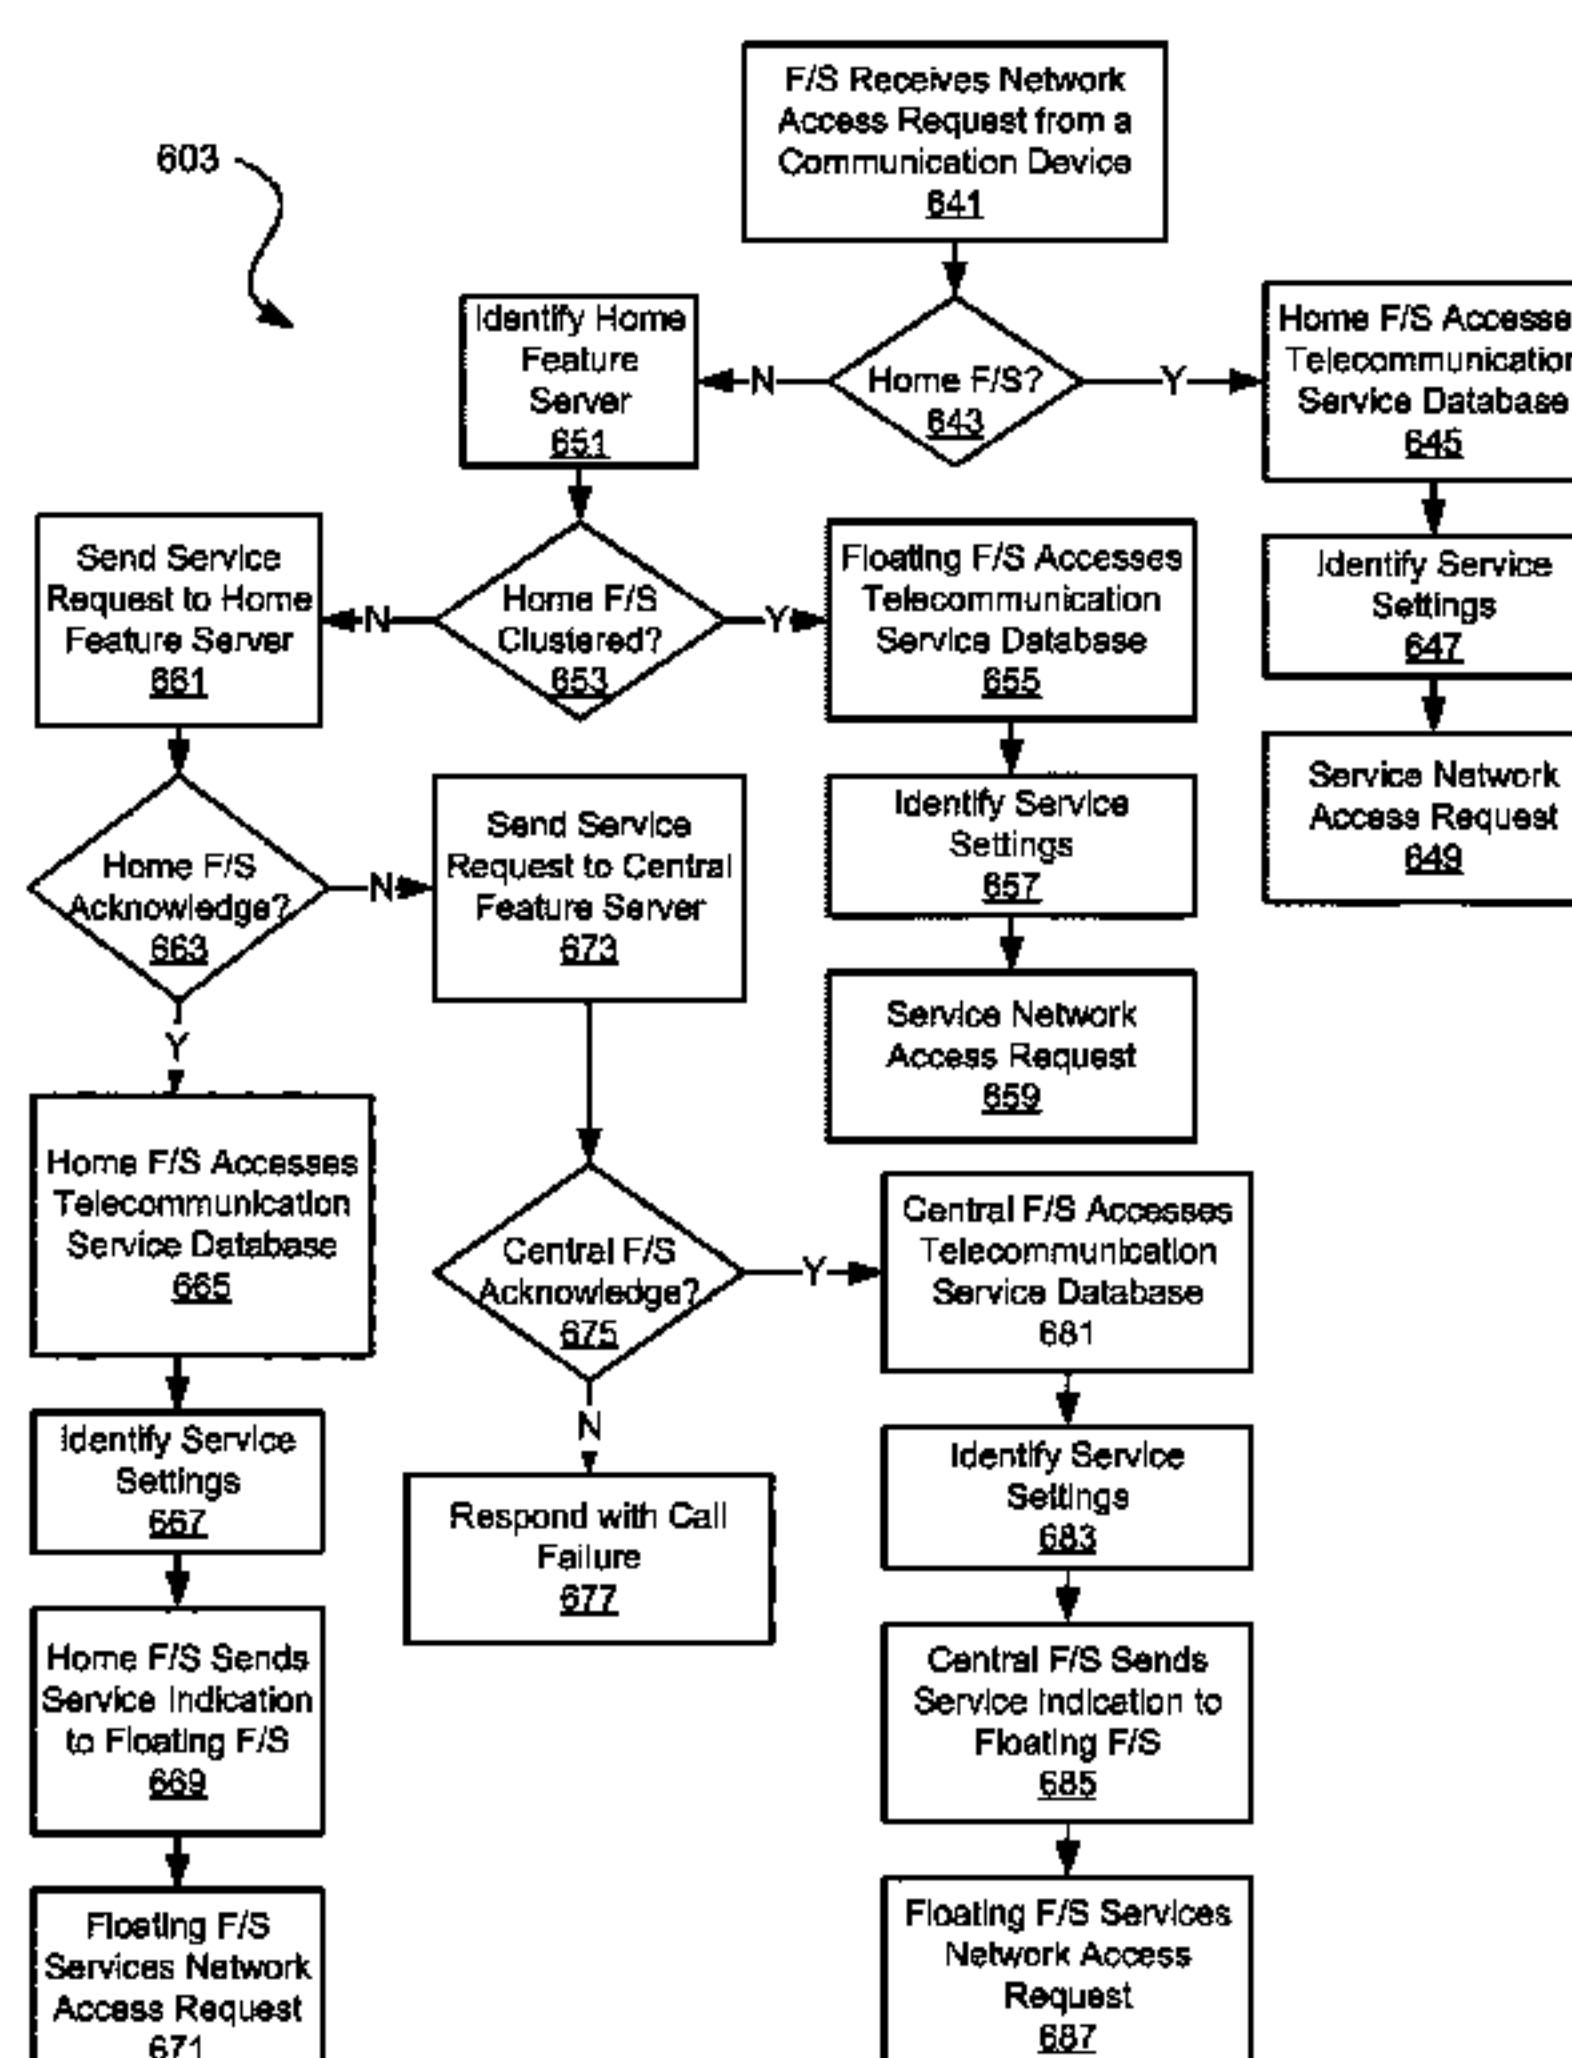 603
F/S Receives Network
Access Request from a
Communication Device
641
Home F/S?
643
N
Y
Identify Home
Feature
Server
651
Home F/S Accesse
Telecommunication
Service Database
645
Identify Service
Settings
647
Service Network
Access Request
649
Home F/S
Clustered?
653
N
Y
Send Service
Request to Home
Feature Server
661
Floating F/S Accesses
Telecommunication
Service Database
655
Identify Service
Settings
657
Service Network
Access Request
659
Home F/S
Acknowledge?
663
N
Y
Send Service
Request to Central
Feature Server
673
Home F/S Accesses
Telecommunication
Service Database
665
Identify Service
Settings
667
Home F/S Sends
Service Indication
to Floating F/S
669
Floating F/S
Services Network
Access Request
671
Central F/S
Acknowledge?
675
Y
N
Respond with Call
Failure
677
Central F/S Accesses
Telecommunication
Service Database
681
Identify Service
Settings
683
Central F/S Sends
Service Indication to
Floating F/S
685
Floating F/S Services
Network Access
Request
687